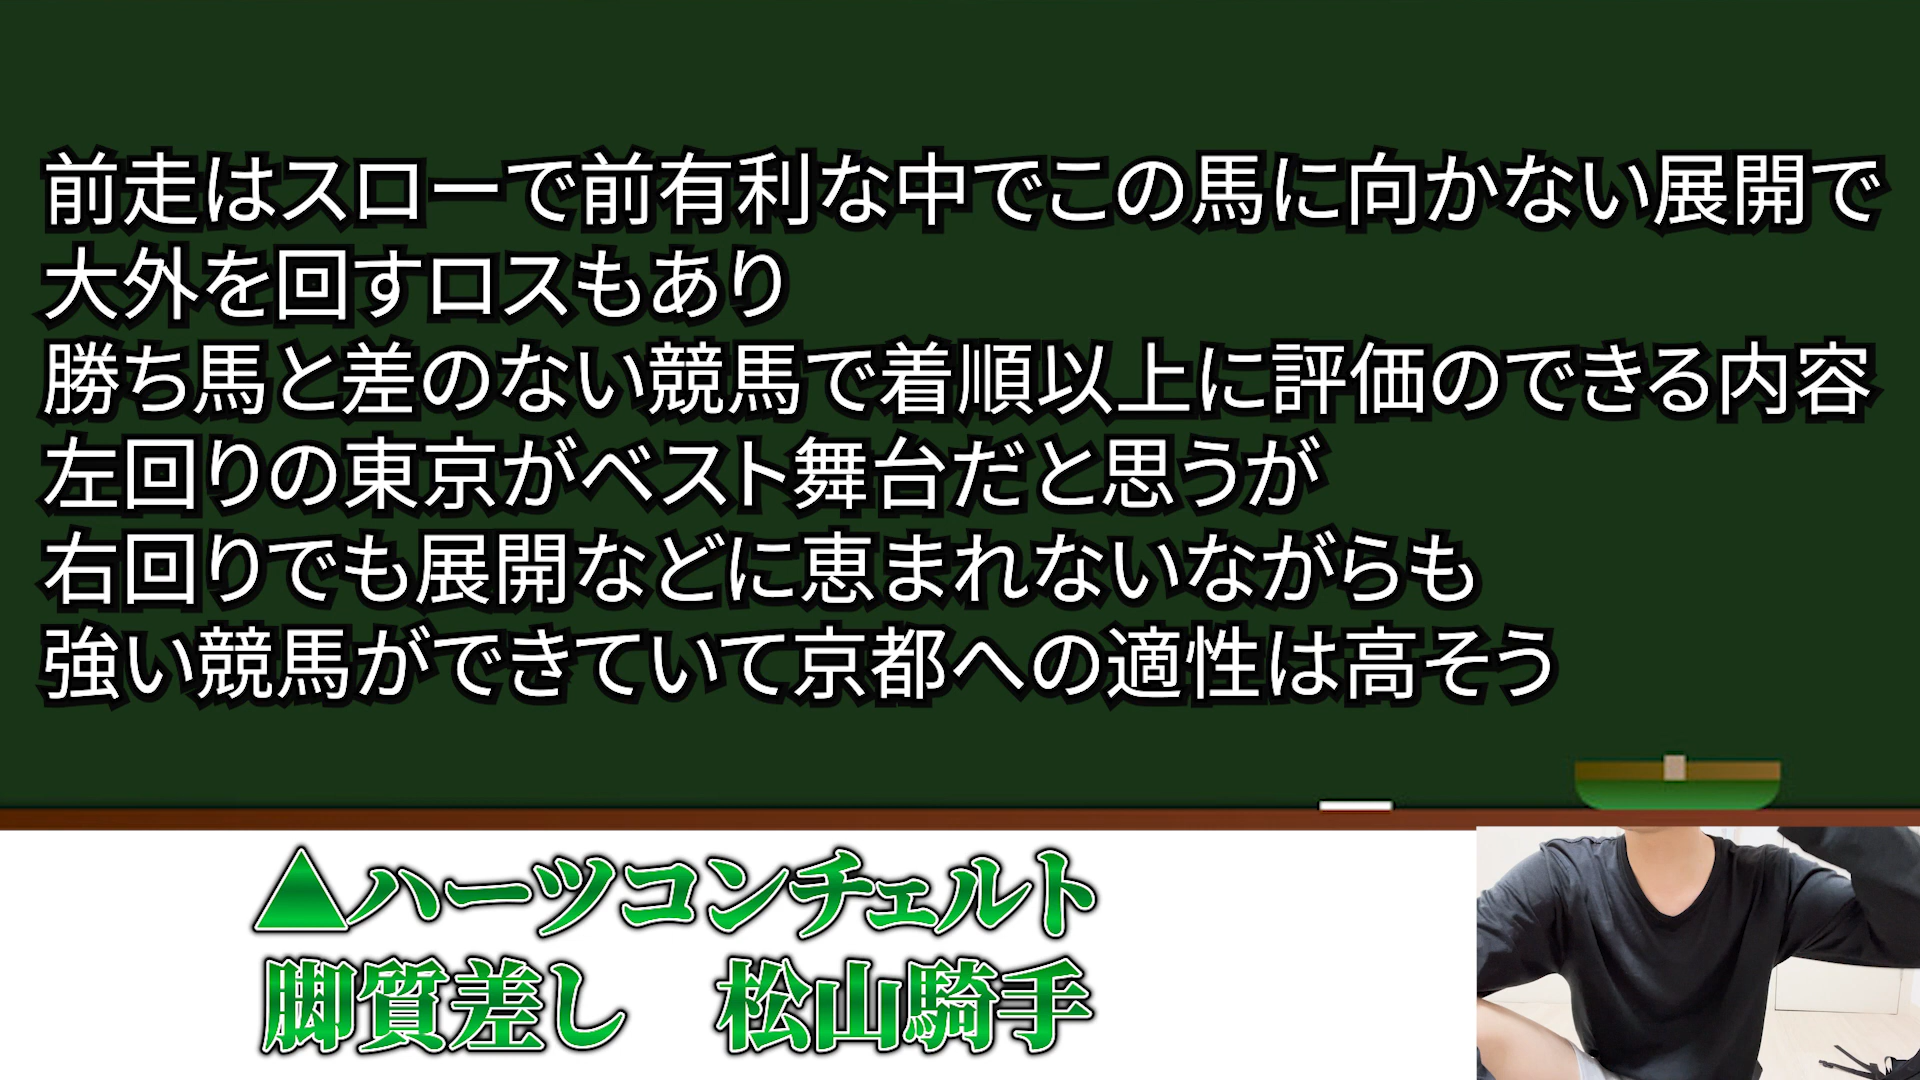 前走はスローで前有利な中でこの馬に向かない展開で
大外を回すロスもあり
勝ち馬と差のない競馬で着順以上に評価のできる内容
左回りの東京がベスト舞台だと思うが
右回りでも展開などに恵まれないながらも
強い競馬ができていて京都への適性は高そう
▲ハーツコンチェルト
脚質差し　松山騎手